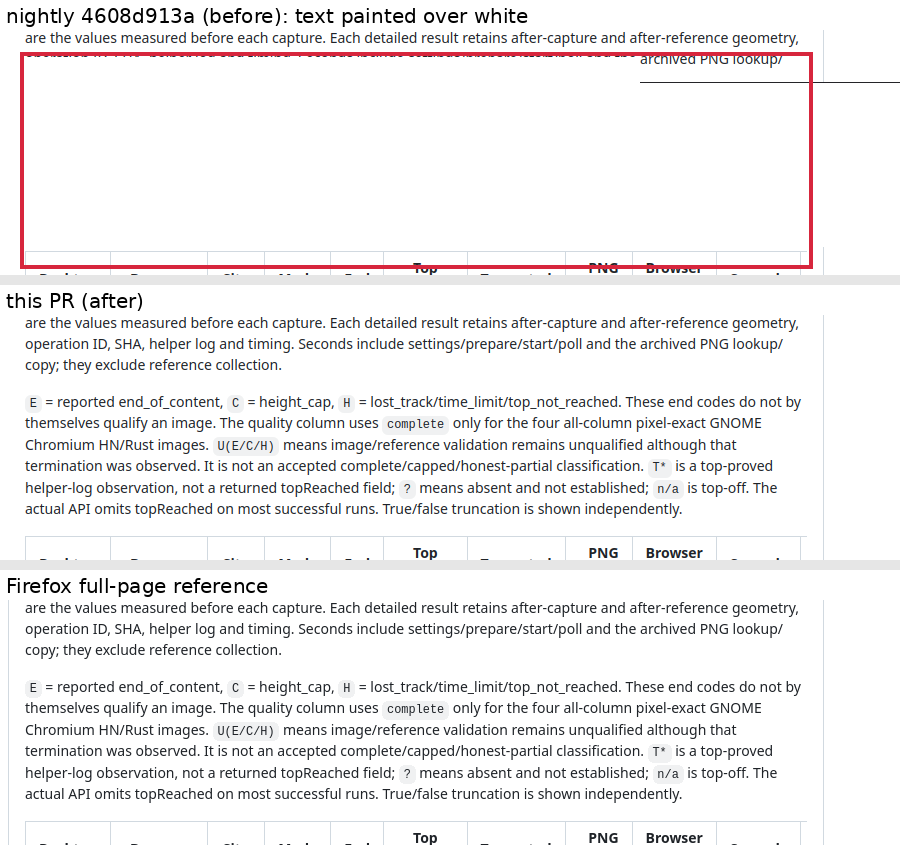 nightly 4608d913a (before): text painted over white
are the values measured before each capture. Each detailed result retains after-capture and after-reference geometry,
archived PNG lookup/
Top
PNG Browser
this PR (after)
are the values measured before each capture. Each detailed result retains after-capture and after-reference geometry,
operation ID, SHA, helper log and timing. Seconds include settings/prepare/start/poll and the archived PNG lookup/
copy; they exclude reference collection.
E = reported end_of_content, C = height_cap, H = lost_track/time_limit/top_not_reached. These end codes do not by
themselves qualify an image. The quality column uses complete only for the four all-column pixel-exact GNOME
Chromium HN/Rust images. U(E/C/H) means image/reference validation remains unqualified although that
termination was observed. It is not an accepted complete/capped/honest-partial classification. T* is a top-proved
helper-log observation, not a returned topReached field; ? means absent and not established; n/a is top-off. The
actual API omits topReached on most successful runs. True/false truncation is shown independently.
Top PNG Browser
Firefox full-page reference
are the values measured before each capture. Each detailed result retains after-capture and after-reference geometry,
operation ID, SHA, helper log and timing. Seconds include settings/prepare/start/poll and the archived PNG lookup/
copy; they exclude reference collection.
E = reported end_of_content, C = height_cap, H = lost_track/time_limit/top_not_reached. These end codes do not by
themselves qualify an image. The quality column uses complete only for the four all-column pixel-exact GNOME
Chromium HN/Rust images. U(E/C/H) means image/reference validation remains unqualified although that
termination was observed. It is not an accepted complete/capped/honest-partial classification. T* is a top-proved
helper-log observation, not a returned topReached field; ? means absent and not established; n/a is top-off. The
actual API omits topReached on most successful runs. True/false truncation is shown independently.
Top PNG Browser